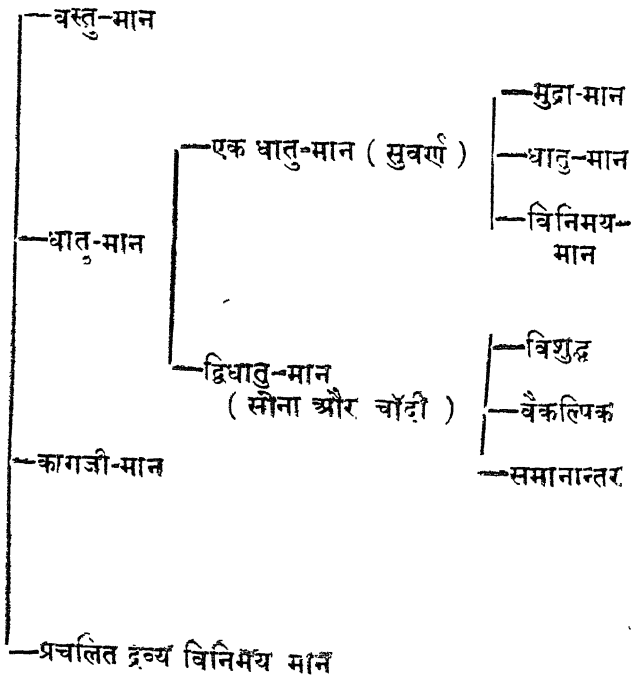 वस्तु-मान
मुद्रा-मान
एक धातु-मान ( सुवर्ण )
धातु-मान
विनिमय-
मान
धातु-मान
विशुद्ध
द्विधातु-मान
( सोना और चाँदी )
वैकल्पिक
कागजी-मान
समानान्तर
प्रचलित द्रव्य विनिमय मान